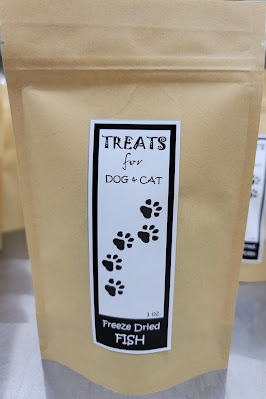 TREATS
for
DOG & CAT
1 OZ
Freeze Dried
FISH